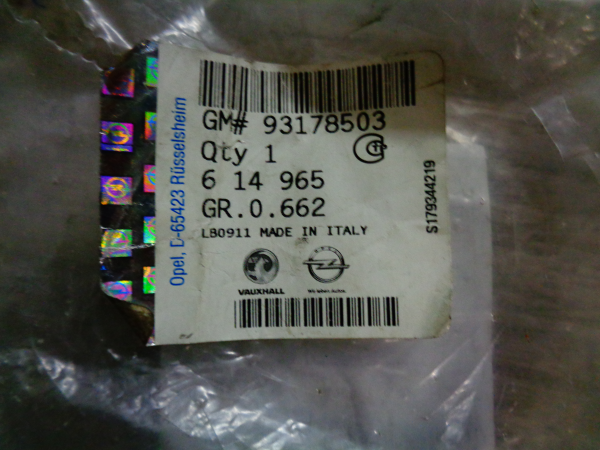 GM# 93178503
Qty 1
6 14 965
GR.0.662
LB0911 MADE IN ITALY
VAUXHALL
Opel, D-65423 Rüsselsheim
S179344219